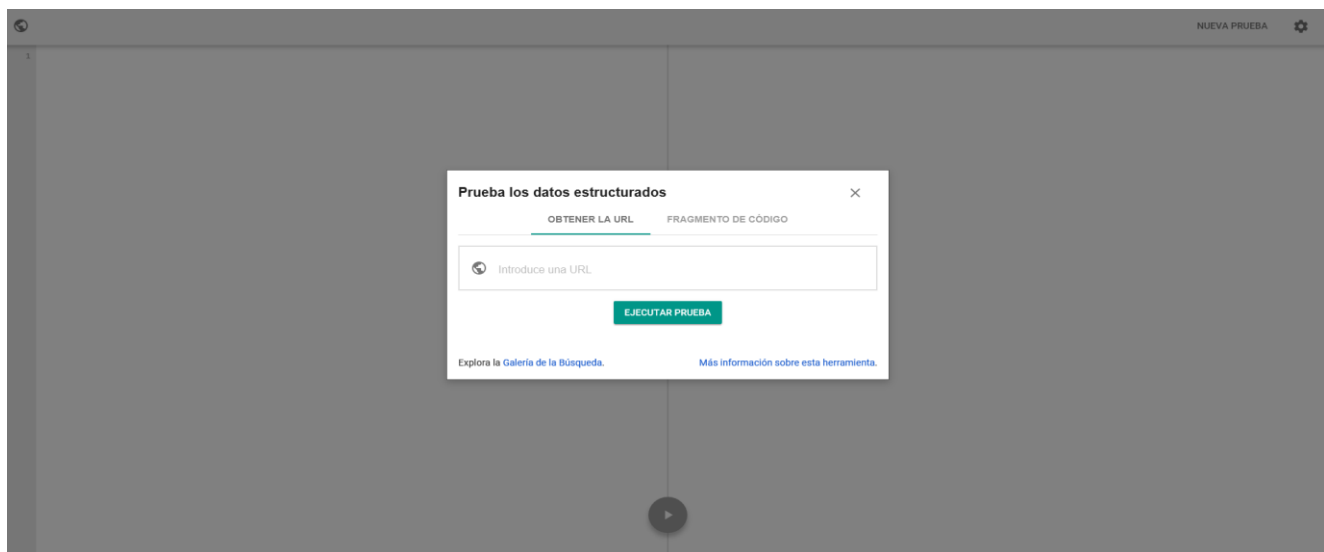 NUEVA PRUEBA
1
Prueba los datos estructurados
OBTENER LA URL FRAGMENTO DE CÓDIGO
Introduce una URL
EJECUTAR PRUEBA
Explora la Galería de la Búsqueda. Más información sobre esta herramienta.